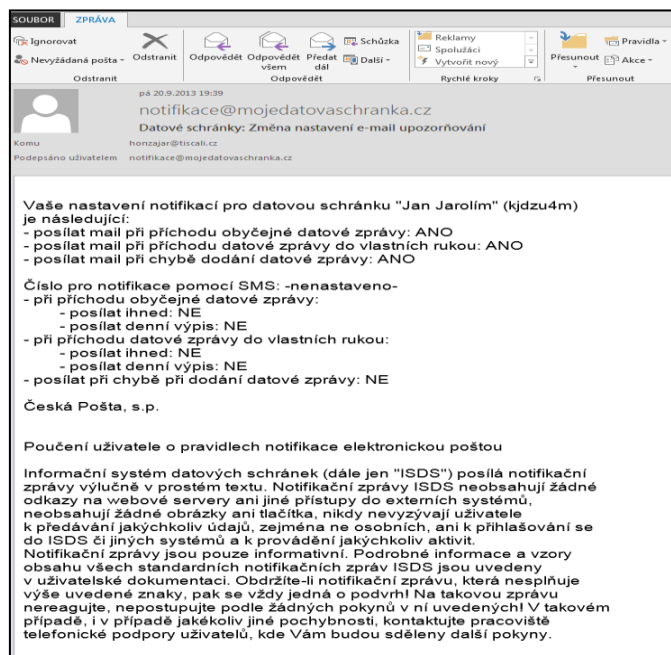 SOUBOR ZPRÁVA
Ignorovat
Nevyžádaná pošta
Odstranit
Odstranit
Odpovědět Odpovědět všem Předat dál
Schůzka
Další
Odpovědět
Reklamy
Spolužáci
Vytvořit nový
Rychlé kroky
Přesunout
Pravidla
Akce
Přesunout
pá 20.9.2013 19:39
notifikace@mojedatovaschranka.cz
Datové schránky: Změna nastavení e-mail upozorňování
Komu honzajar@tiscali.cz
Podepsáno uživatelem notifikace@mojedatovaschranka.cz
Vaše nastavení notifikací pro datovou schránku "Jan Jarolím" (kjdzu4m)
je následující:
- posílat mail při příchodu obyčejné datové zprávy: ANO
- posílat mail při příchodu datové zprávy do vlastních rukou: ANO
- posílat mail při chybě dodání datové zprávy: ANO
Číslo pro notifikace pomocí SMS: -nenastaveno-
- při příchodu obyčejné datové zprávy:
- posílat ihned: NE
- posílat denní výpis: NE
- při příchodu datové zprávy do vlastních rukou:
- posílat ihned: NE
- posílat denní výpis: NE
- posílat při chybě při dodání datové zprávy: NE
Česká Pošta, s.p.
Poučení uživatele o pravidlech notifikace elektronickou poštou
Informační systém datových schránek (dále jen "ISDS") posílá notifikační
zprávy výlučně v prostém textu. Notifikační zprávy ISDS neobsahují žádné
odkazy na webové servery ani jiné přístupy do externích systémů,
neobsahují žádné obrázky ani tlačítka, nikdy nevyzývají uživatele
k předávání jakýchkoliv údajů, zejména ne osobních, ani k přihlašování se
do ISDS či jiných systémů a k provádění jakýchkoliv aktivit.
Notifikační zprávy jsou pouze informativní. Podrobné informace a vzory
obsahu všech standardních notifikačních zpráv ISDS jsou uvedeny
v uživatelské dokumentaci. Obdržíte-li notifikační zprávu, která nesplňuje
výše uvedené znaky, pak se vždy jedná o podvrh! Na takovou zprávu
nereagujte, nepostupujte podle žádných pokynů v ní uvedených! V takovém
případě, i v případě jakékoliv jiné pochybnosti, kontaktujte pracoviště
telefonické podpory uživatelů, kde Vám budou sděleny další pokyny.